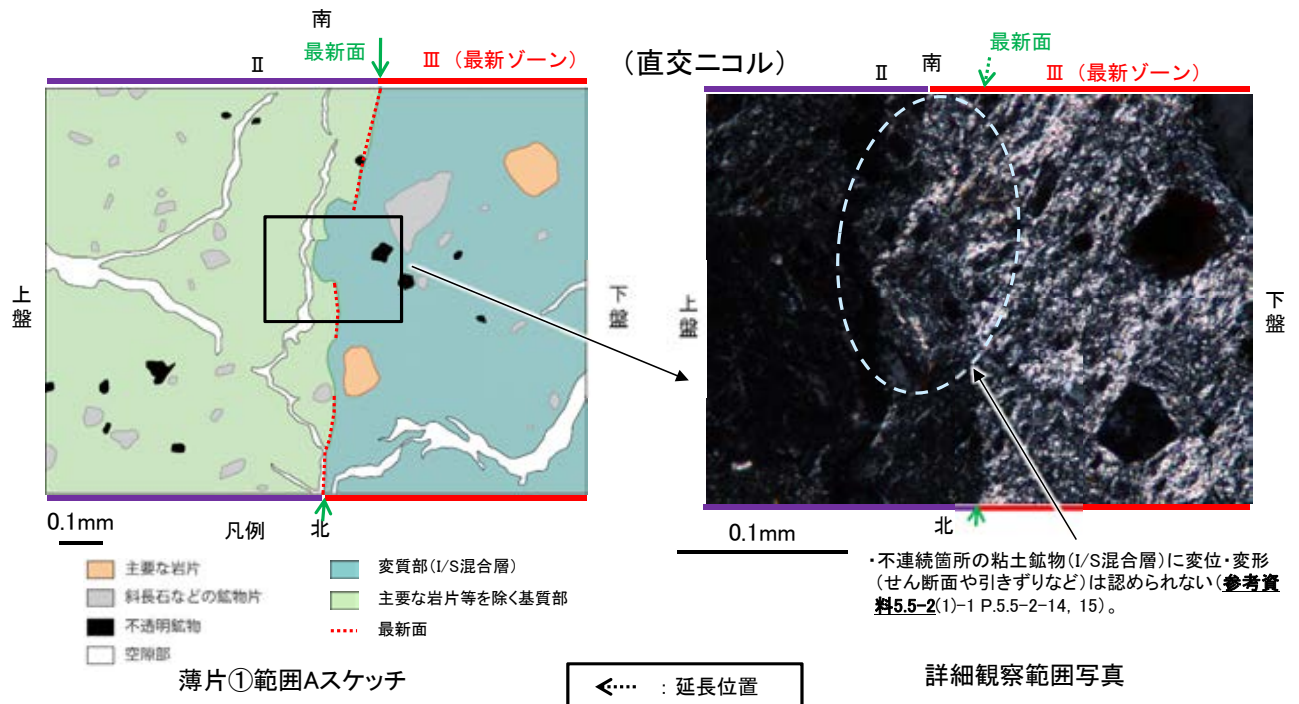 南
最新面
Ⅱ
Ⅲ（最新ゾーン）
上盤
下盤
0.1mm
凡例
北
主要な岩片
斜長石などの鉱物片
不透明鉱物
空隙部
変質部(I/S混合層)
主要な岩片等を除く基質部
最新面
薄片①範囲Aスケッチ
：延長位置
（直交ニコル）
最新面
Ⅱ
南
Ⅲ（最新ゾーン）
上盤
下盤
0.1mm
北
・不連続箇所の粘土鉱物(I/S混合層)に変位・変形
（せん断面や引きずりなど）は認められない（参考資
料5.5-2(1)-1 P.5.5-2-14, 15）。
詳細観察範囲写真